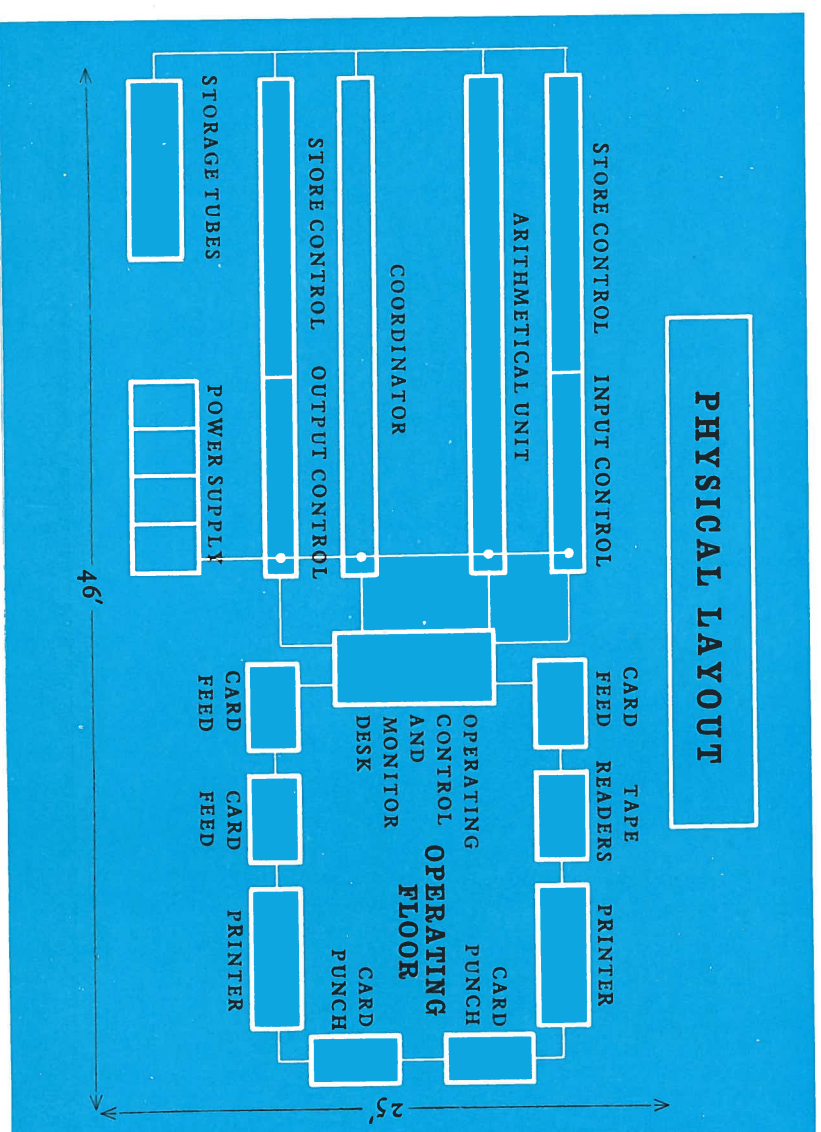 PHYSICAL LAYOUT
STORE CONTROL
INPUT CONTROL
CARD
FEED
TAPE
READERS
PRINTER
ARITHMETICAL UNIT
CARD
PUNCH
COORDINATOR
OPERATING
CONTROL
AND
MONITOR
DESK
OPERATING
FLOOR
STORE CONTROL
OUTPUT CONTROL
CARD
PUNCH
STORAGE TUBES
POWER SUPPLY
CARD
FEED
CARD
FEED
PRINTER
46'
25'